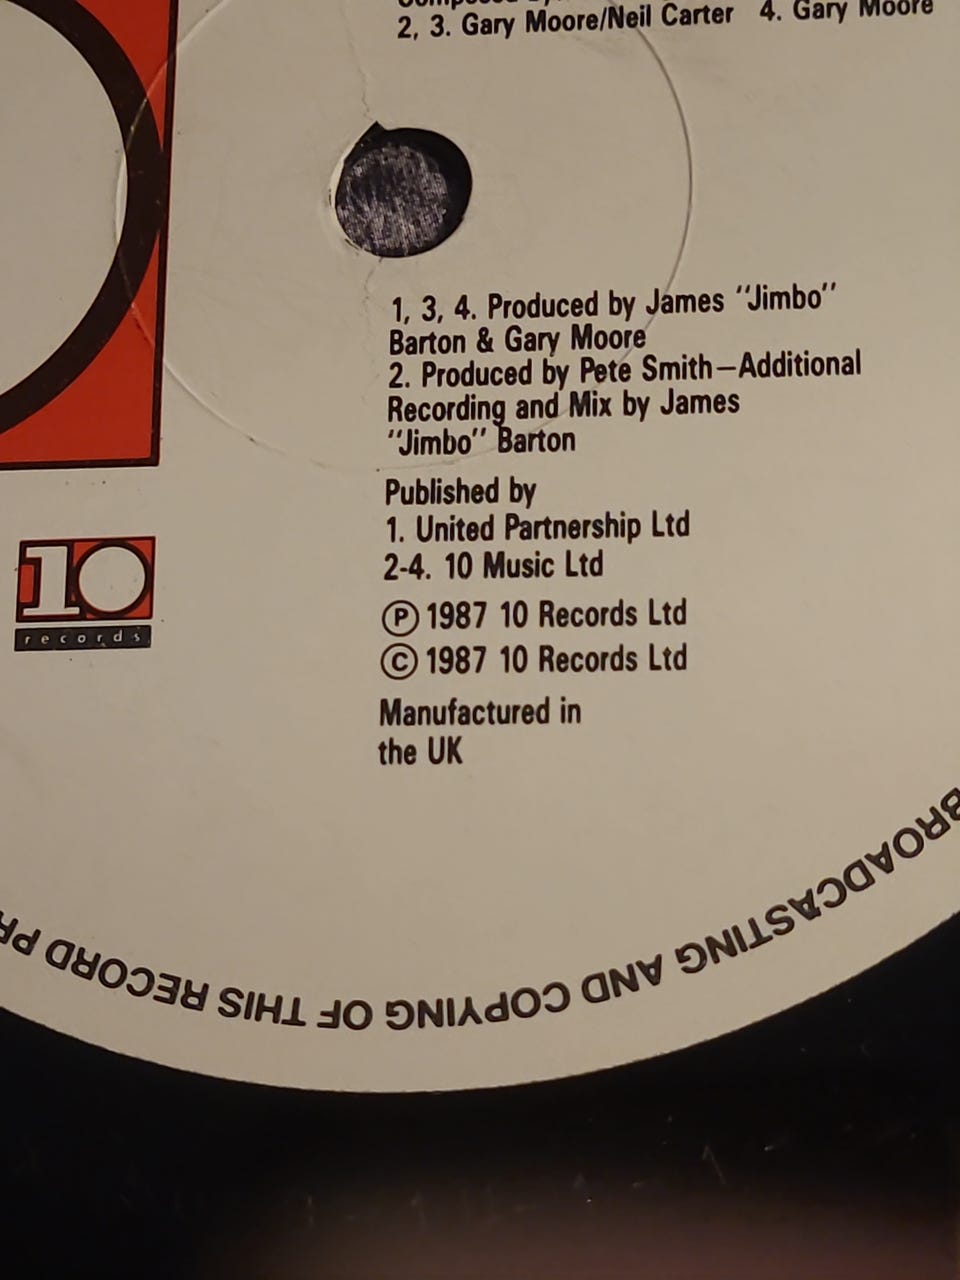 Composed by
2, 3. Gary Moore/Neil Carter 4. Gary Moore
1, 3, 4. Produced by James "Jimbo"
Barton & Gary Moore
2. Produced by Pete Smith—Additional
Recording and Mix by James
"Jimbo" Barton
Published by
1. United Partnership Ltd
2-4. 10 Music Ltd
Ⓟ 1987 10 Records Ltd
© 1987 10 Records Ltd
Manufactured in
the UK
10
records
BROADCASTING AND COPYING OF THIS RECORD